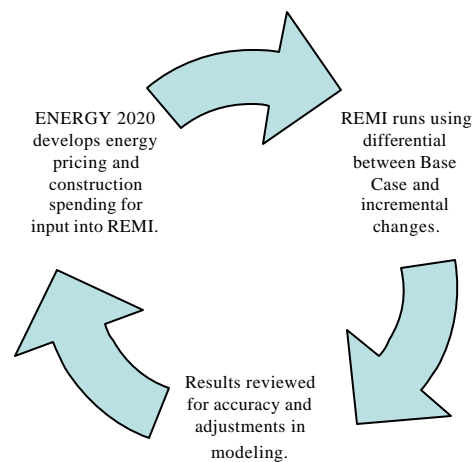 ENERGY 2020
develops energy
pricing and
construction
spending for
input into REMI.
REMI runs using
differential
between Base
Case and
incremental
changes.
Results reviewed
for accuracy and
adjustments in
modeling.